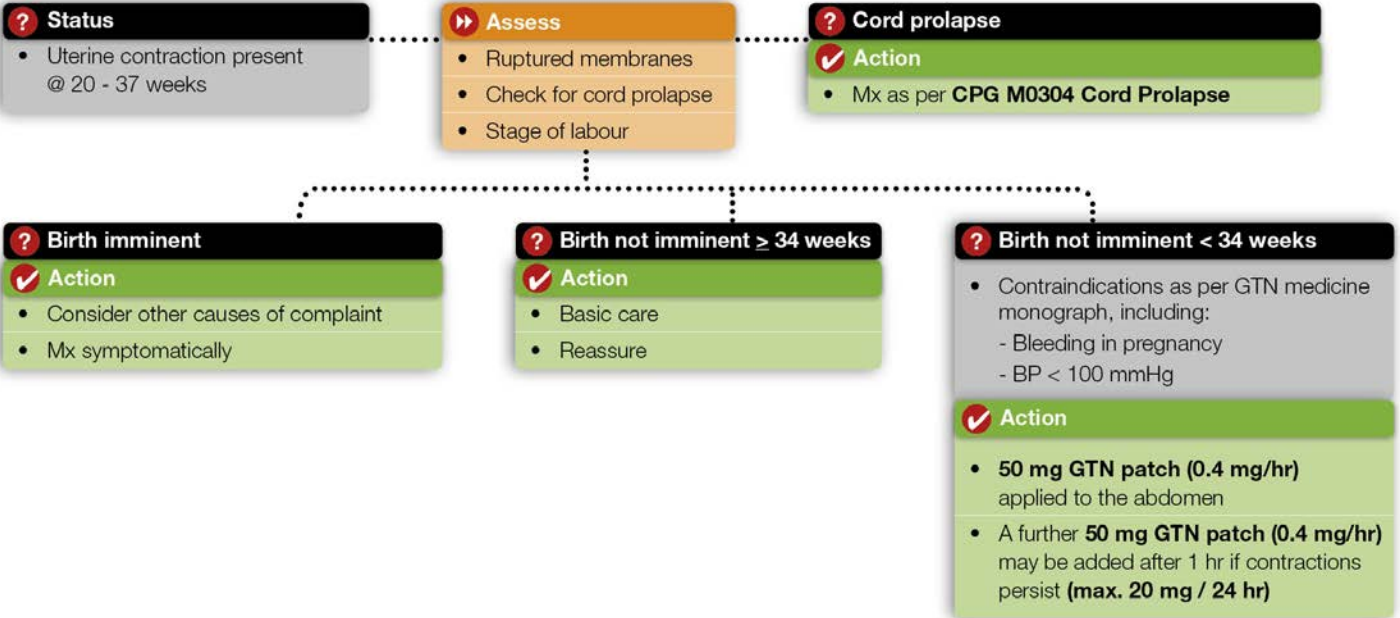 Status
• Uterine contraction present
@ 20 - 37 weeks
Assess
• Ruptured membranes
• Check for cord prolapse
• Stage of labour
Cord prolapse
Action
• Mx as per CPG M0304 Cord Prolapse
Birth imminent
Action
• Consider other causes of complaint
• Mx symptomatically
Birth not imminent ≥ 34 weeks
Action
• Basic care
• Reassure
Birth not imminent < 34 weeks
• Contraindications as per GTN medicine
monograph, including:
- Bleeding in pregnancy
- BP < 100 mmHg
Action
• 50 mg GTN patch (0.4 mg/hr)
applied to the abdomen
• A further 50 mg GTN patch (0.4 mg/hr)
may be added after 1 hr if contractions
persist (max. 20 mg / 24 hr)